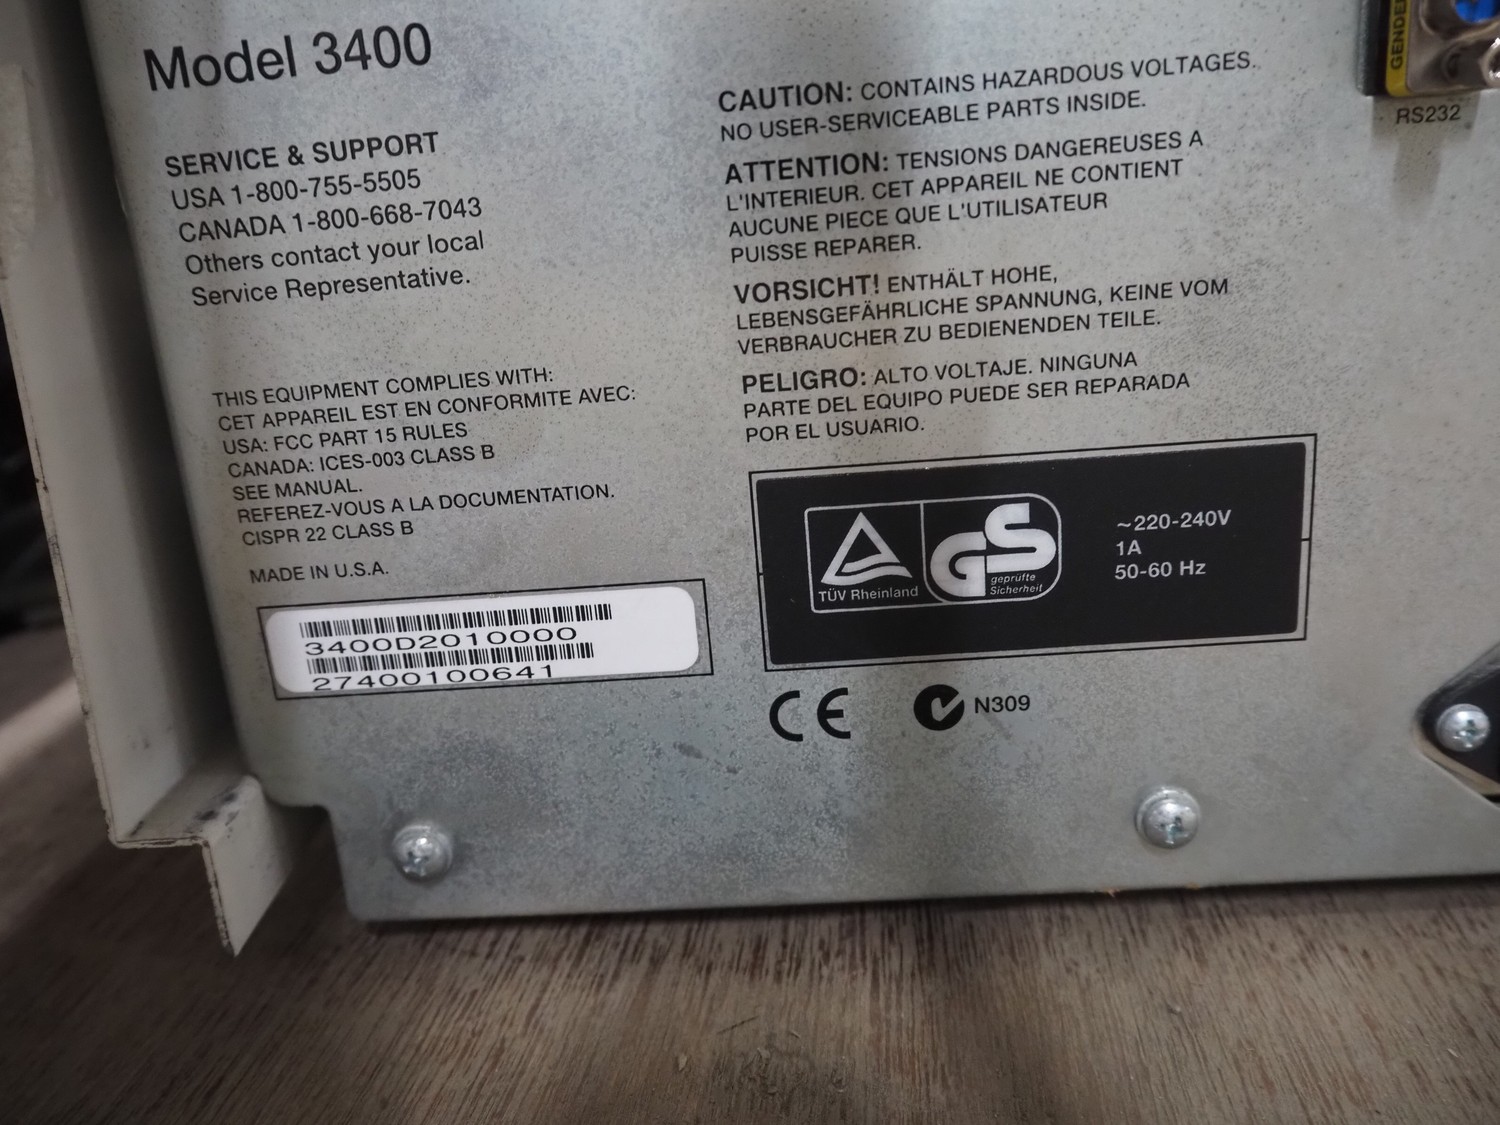 Model 3400
SERVICE & SUPPORT
USA 1-800-755-5505
CANADA 1-800-668-7043
Others contact your local
Service Representative.
THIS EQUIPMENT COMPLIES WITH:
CET APPAREIL EST EN CONFORMITE AVEC:
USA: FCC PART 15 RULES
CANADA: ICES-003 CLASS B
SEE MANUAL.
REFEREZ-VOUS A LA DOCUMENTATION.
CISPR 22 CLASS B
MADE IN U.S.A.
3400D2010000
27400100641
CAUTION: CONTAINS HAZARDOUS VOLTAGES.
NO USER-SERVICEABLE PARTS INSIDE.
ATTENTION: TENSIONS DANGEREUSES A
L'INTERIEUR. CET APPAREIL NE CONTIENT
AUCUNE PIECE QUE L'UTILISATEUR
PUISSE REPARER.
VORSICHT! ENTHÄLT HOHE,
LEBENSGEFÄHRLICHE SPANNUNG, KEINE VOM
VERBRAUCHER ZU BEDIENENDEN TEILE.
PELIGRO: ALTO VOLTAJE. NINGUNA
PARTE DEL EQUIPO PUEDE SER REPARADA
POR EL USUARIO.
TÜV Rheinland
GS
geprüfte
Sicherheit
~220-240V
1A
50-60 Hz
CE
N309
RS232